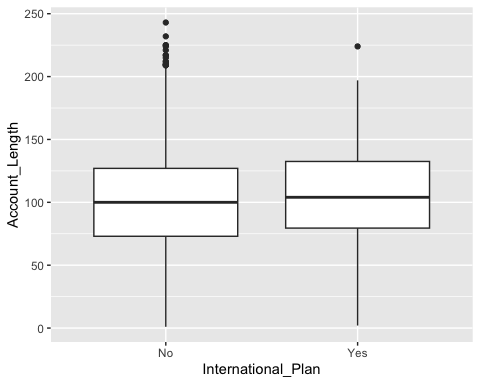 250
200
150
100
50
0
Account_Length
No Yes
International_Plan